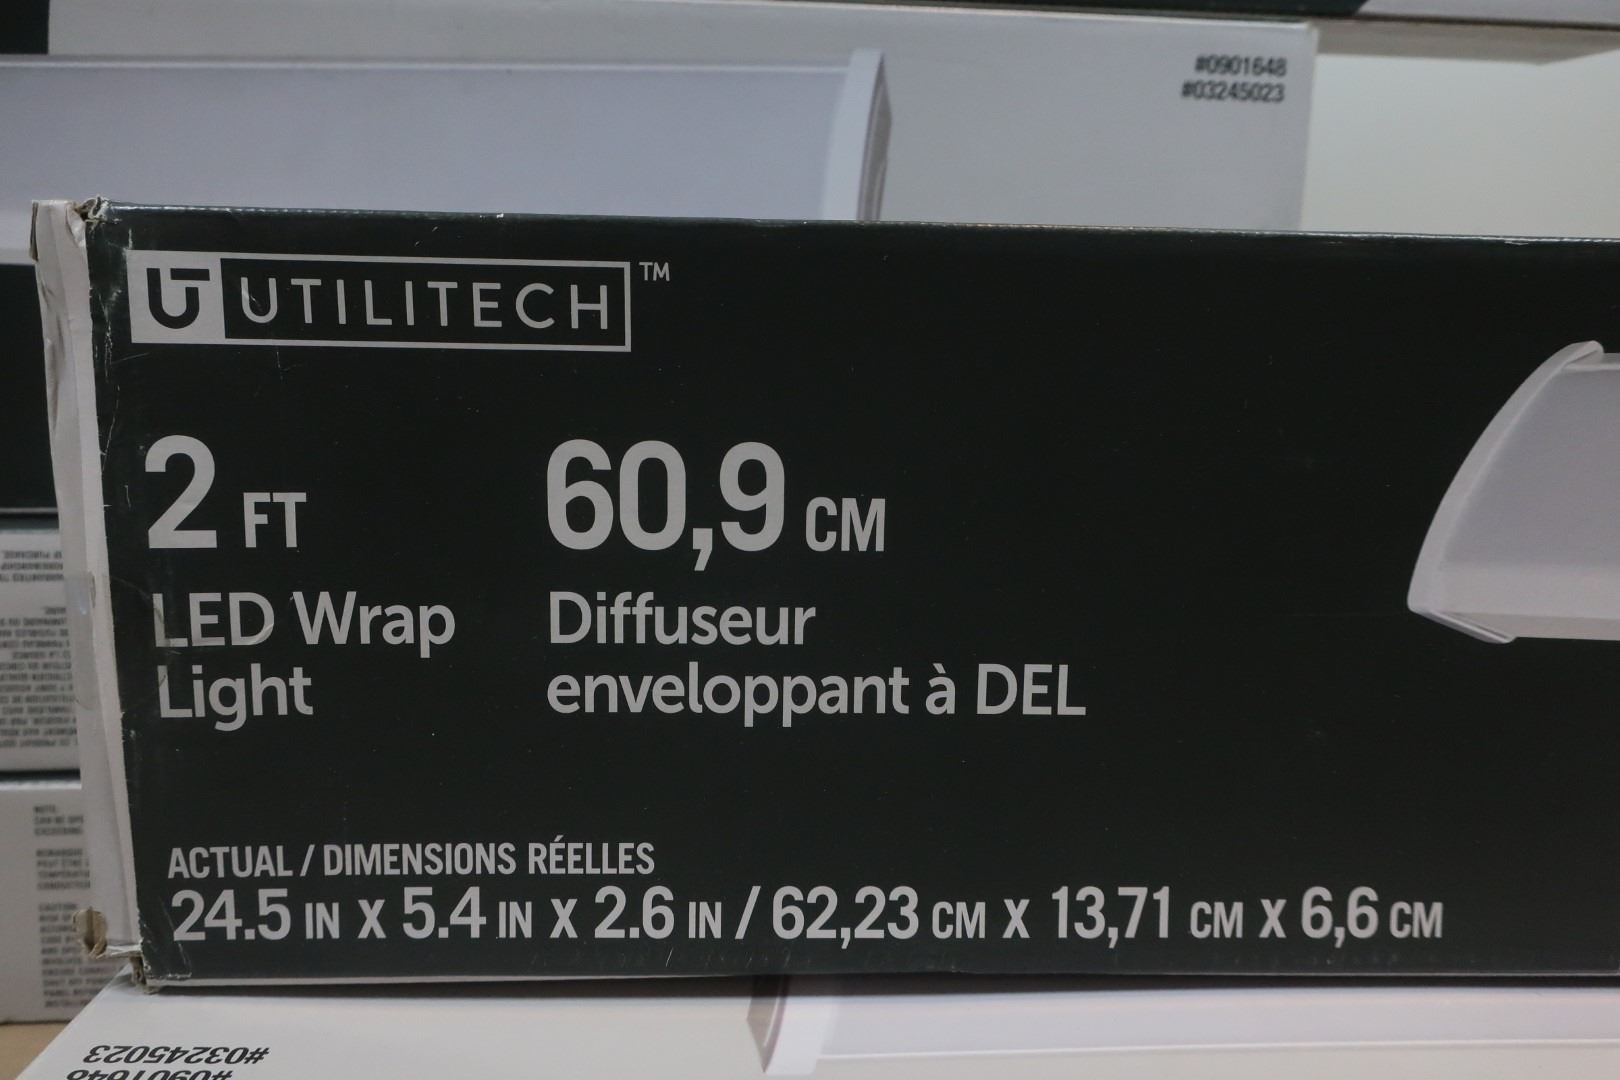 #0901648
#03245023
UTILITECH™
2 FT
LED Wrap
Light
60,9 CM
Diffuseur
enveloppant à DEL
ACTUAL / DIMENSIONS RÉELLES
24.5 IN X 5.4 IN X 2.6 IN / 62,23 CM X 13,71 CM X 6,6 CM
#03245023
#0901648